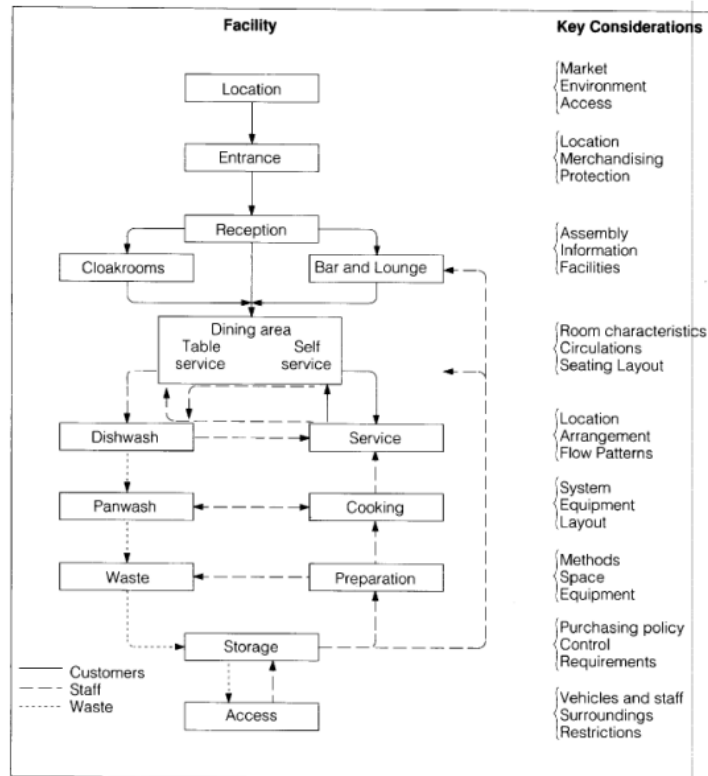 Facility
Key Considerations
Location
Market
Environment
Access
Entrance
Location
Merchandising
Protection
Reception
Cloakrooms
Bar and Lounge
Assembly
Information
Facilities
Dining area
Table service
Self service
Room characteristics
Circulations
Seating Layout
Dishwash
Service
Location
Arrangement
Flow Patterns
Panwash
Cooking
System
Equipment
Layout
Waste
Preparation
Methods
Space
Equipment
Storage
Purchasing policy
Control
Requirements
Customers
Staff
Waste
Access
Vehicles and staff
Surroundings
Restrictions